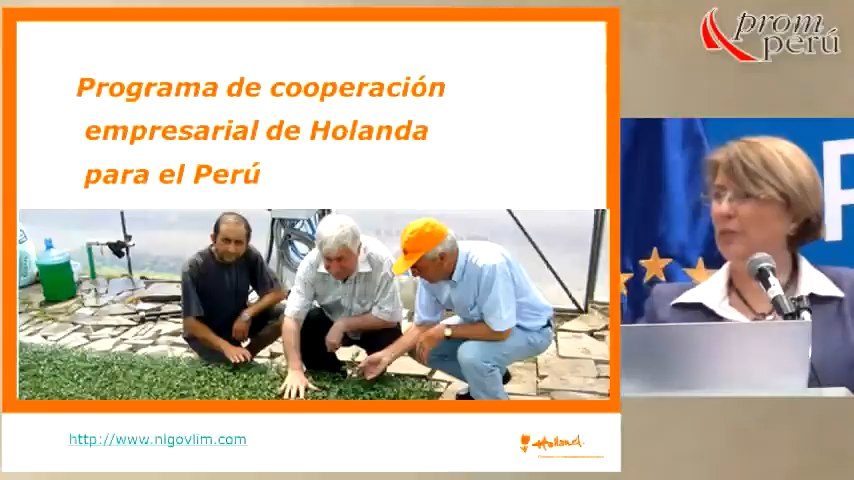 Programa de cooperación
empresarial de Holanda
para el Perú
http://www.nlgovlim.com
Holland.
prom
perú
P